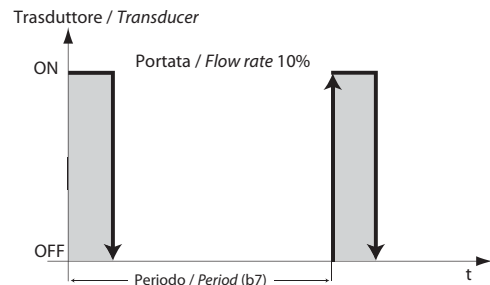 Trasduttore / Transducer
ON
Portata / Flow rate 10%
OFF
t
Periodo / Period (b7)